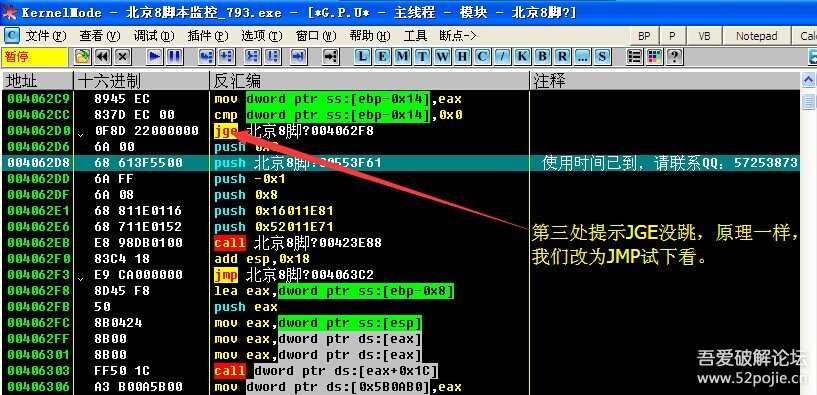 KernelMode - 北京8脚本监控_793.exe - [*G.P.U* - 主线程 - 模块 - 北京8脚?]
C 文件(F) 查看(V) 调试(D) 插件(P) 选项(T) 窗口(W) 帮助(H) 工具 断点-> BP P VB Notepad Calc
暂停 L E M T W H C / K B R ... S ?
地址 十六进制 反汇编 注释
004062C9 8945 EC mov dword ptr ss:[ebp-0x14],eax
004062CC 837D EC 00 cmp dword ptr ss:[ebp-0x14],0x0
004062D0 0F8D 22000000 jge 北京8脚?004062F8
004062D6 6A 00 push
004062D8 68 613F5500 push 北京8脚?00553F61 使用时间已到，请联系QQ：57253873
004062DD 6A FF push -0x1
004062DF 6A 08 push 0x8
004062E1 68 811E0116 push 0x16011E81
004062E6 68 711E0152 push 0x52011E71
004062EB E8 98DB0100 call 北京8脚?00423E88
004062F0 83C4 18 add esp,0x18
004062F3 E9 CA000000 jmp 北京8脚?004063C2
004062F8 8D45 F8 lea eax,dword ptr ss:[ebp-0x8]
004062FB 50 push eax
004062FC 8B0424 mov eax,dword ptr ss:[esp]
004062FF 8B00 mov eax,dword ptr ds:[eax]
00406301 8B00 mov eax,dword ptr ds:[eax]
00406303 FF50 1C call dword ptr ds:[eax+0x1C]
00406306 A3 B00A5B00 mov dword ptr ds:[0x5B0AB0],eax
第三处提示JGE没跳，原理一样，
我们改为JMP试下看。
吾爱破解论坛
www.52pojie.cn